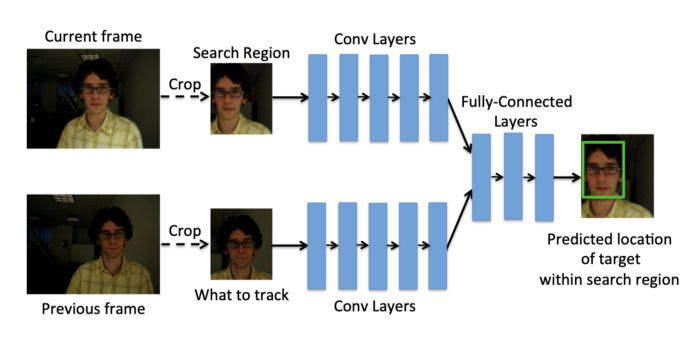 Current frame
Crop
Search Region
Conv Layers
Fully-Connected
Layers
Previous frame
Crop
What to track
Conv Layers
Predicted location
of target
within search region